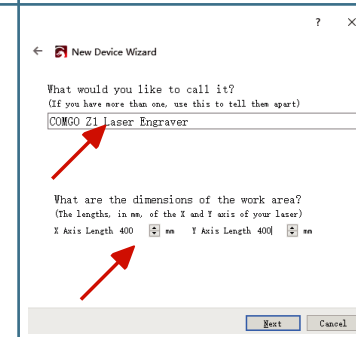 New Device Wizard
What would you like to call it?
(If you have more than one, use this to tell them apart)
COMGO Z1 Laser Engraver
What are the dimensions of the work area?
(The lengths, in mm, of the X and Y axis of your laser)
X Axis Length 400 mm Y Axis Length 400 mm
Next Cancel